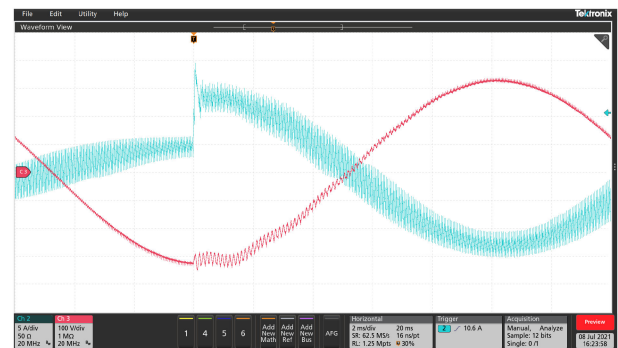 File Edit Utility Help Tektronix
Waveform View
T
C3
Ch 2 Ch 3
5 A/div 100 V/div
50 Ω 1 MΩ
20 MHz 20 MHz
1 4 5 6
Add New Math Add New Ref Add New Bus
AFG
Horizontal
2 ms/div 20 ms
SR: 62.5 MS/s 16 ns/pt
RL: 1.25 Mpts 30%
Trigger
2 10.6 A
Acquisition
Manual, Analyze
Sample: 12 bits
Single: 0 /1
Preview
08 Jul 2021
16:23:58